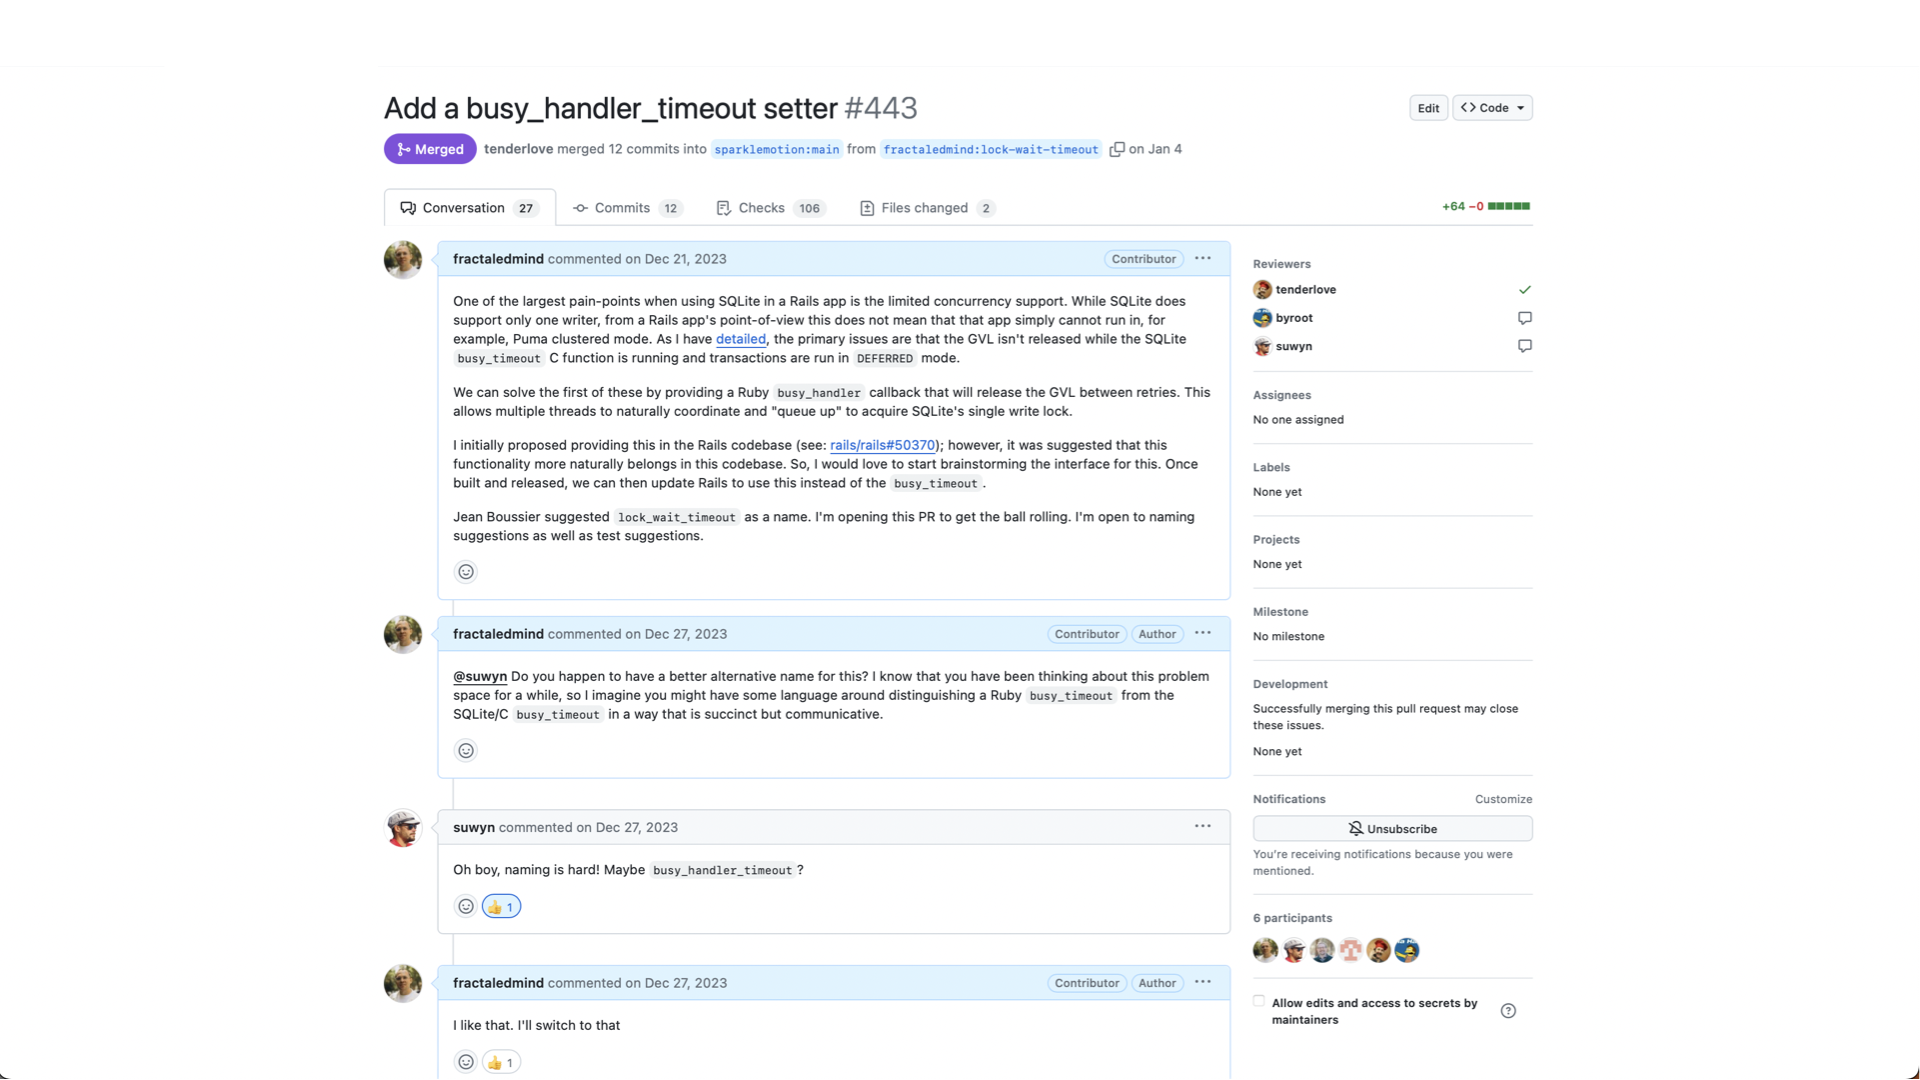 Add a busy_handler_timeout setter #443
Edit
Code
Merged
tenderlove merged 12 commits into sparklemotion:main from fractaledmind:lock-wait-timeout on Jan 4
Conversation 27
Commits 12
Checks 106
Files changed 2
+64 −0
fractaledmind commented on Dec 21, 2023
Contributor
One of the largest pain-points when using SQLite in a Rails app is the limited concurrency support. While SQLite does
support only one writer, from a Rails app's point-of-view this does not mean that that app simply cannot run in, for
example, Puma clustered mode. As I have detailed, the primary issues are that the GVL isn't released while the SQLite
busy_timeout C function is running and transactions are run in DEFERRED mode.
We can solve the first of these by providing a Ruby busy_handler callback that will release the GVL between retries. This
allows multiple threads to naturally coordinate and "queue up" to acquire SQLite's single write lock.
I initially proposed providing this in the Rails codebase (see: rails/rails#50370); however, it was suggested that this
functionality more naturally belongs in this codebase. So, I would love to start brainstorming the interface for this. Once
built and released, we can then update Rails to use this instead of the busy_timeout.
Jean Boussier suggested lock_wait_timeout as a name. I'm opening this PR to get the ball rolling. I'm open to naming
suggestions as well as test suggestions.
fractaledmind commented on Dec 27, 2023
Contributor
Author
@suwyn Do you happen to have a better alternative name for this? I know that you have been thinking about this problem
space for a while, so I imagine you might have some language around distinguishing a Ruby busy_timeout from the
SQLite/C busy_timeout in a way that is succinct but communicative.
suwyn commented on Dec 27, 2023
Oh boy, naming is hard! Maybe busy_handler_timeout?
1
fractaledmind commented on Dec 27, 2023
Contributor
Author
I like that. I'll switch to that
1
Reviewers
tenderlove
byroot
suwyn
Assignees
No one assigned
Labels
None yet
Projects
None yet
Milestone
No milestone
Development
Successfully merging this pull request may close
these issues.
None yet
Notifications
Customize
Unsubscribe
You're receiving notifications because you were
mentioned.
6 participants
Allow edits and access to secrets by
maintainers